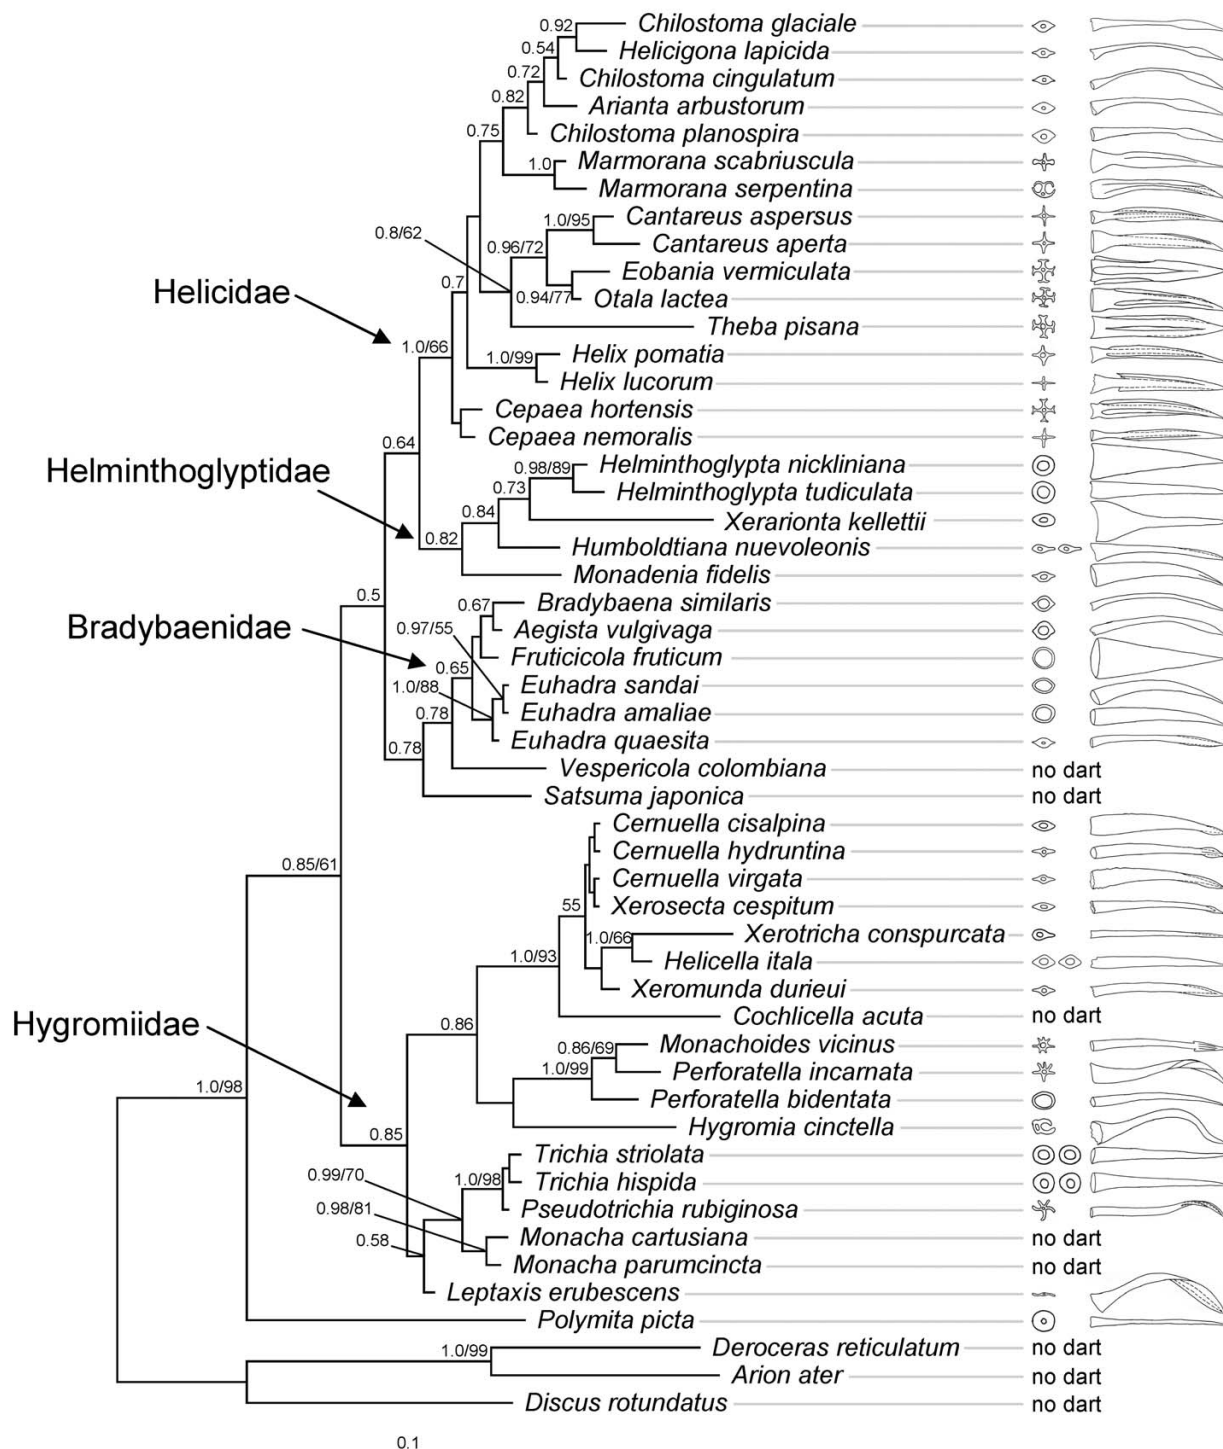 0.92
Chilostoma glaciale
0.54
Helicigona lapicida
0.72
Chilostoma cingulatum
0.82
Arianta arbustorum
0.75
Chilostoma planospira
1.0
Marmorana scabriuscula
Marmorana serpentina
1.0/95
Cantareus aspersus
0.8/62
0.96/72
Cantareus aperta
Eobania vermiculata
0.7
0.94/77
Otala lactea
Helicidae
Theba pisana
1.0/66
1.0/99
Helix pomatia
Helix lucorum
Cepaea hortensis
0.64
Cepaea nemoralis
Helminthoglyptidae
0.98/89
Helminthoglypta nickliniana
0.73
Helminthoglypta tudiculata
0.84
Xerarionta kellettii
0.82
Humboldtiana nuevoleonis
Monadenia fidelis
0.5
0.67
Bradybaena similaris
Bradybaenidae
0.97/55
Aegista vulgivaga
0.65
Fruticicola fruticum
1.0/88
Euhadra sandai
0.78
Euhadra amaliae
0.78
Euhadra quaesita
Vespericola colombiana
no dart
Satsuma japonica
no dart
Cernuella cisalpina
0.85/61
Cernuella hydruntina
Cernuella virgata
55
Xerosecta cespitum
1.0/66
Xerotricha conspurcata
1.0/93
Helicella itala
Xeromunda durieui
Hygromiidae
0.86
Cochlicella acuta
no dart
0.86/69
Monachoides vicinus
1.0/99
Perforatella incarnata
1.0/98
Perforatella bidentata
0.85
Hygromia cinctella
Trichia striolata
0.99/70
1.0/98
Trichia hispida
0.98/81
Pseudotrichia rubiginosa
0.58
Monacha cartusiana
no dart
Monacha parumcincta
no dart
Leptaxis erubescens
Polymita picta
1.0/99
Deroceras reticulatum
no dart
Arion ater
no dart
Discus rotundatus
no dart
0.1